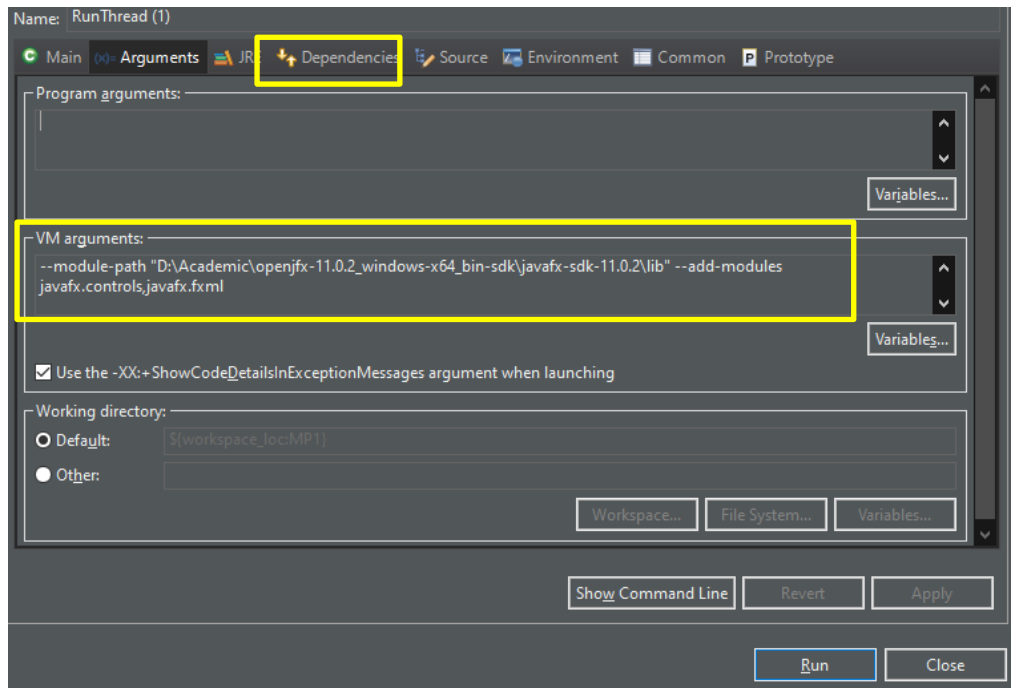 Name: RunThread (1)
Main (x)= Arguments JRE Dependencies Source Environment Common P Prototype
Program arguments:
Variables...
VM arguments:
--module-path "D:\Academic\openjfx-11.0.2_windows-x64_bin-sdk\javafx-sdk-11.0.2\lib" --add-modules
javafx.controls,javafx.fxml
Variables...
Use the -XX:+ShowCodeDetailsInExceptionMessages argument when launching
Working directory:
Default: ${workspace_loc:MP1}
Other:
Workspace... File System... Variables...
Show Command Line Revert Apply
Run Close